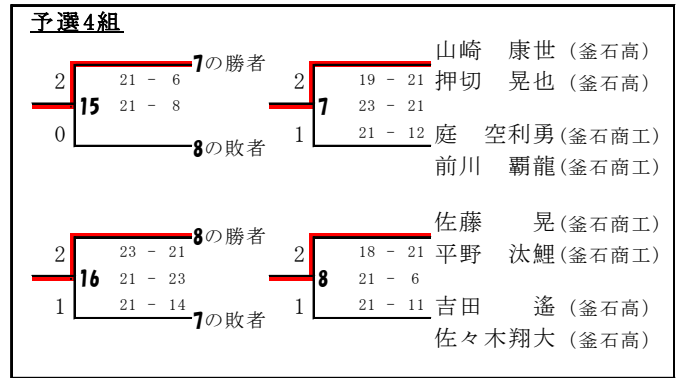 予選4組
7の勝者
2
21 － 6
15
21 － 8
0
8の敗者
2
19 － 21
7
23 － 21
21 － 12
1
山崎　康世（釜石高）
押切　晃也（釜石高）
庭　空利勇(釜石商工)
前川　覇龍(釜石商工)
8の勝者
2
23 － 21
16
21 － 23
21 － 14
1
7の敗者
2
18 － 21
8
21 － 6
21 － 11
1
佐藤　　晃(釜石商工)
平野　汰鯉(釜石商工)
吉田　　遙（釜石高）
佐々木翔大（釜石高）